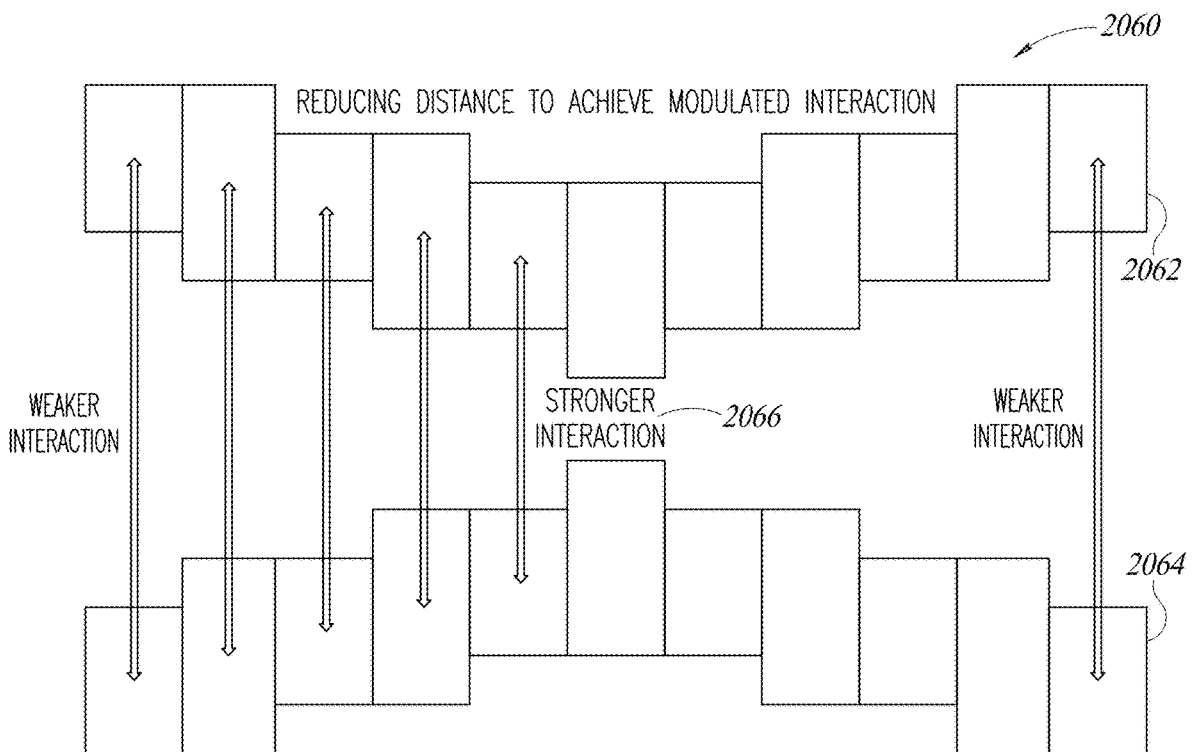 2060
REDUCING DISTANCE TO ACHIEVE MODULATED INTERACTION
2062
WEAKER
INTERACTION
STRONGER
INTERACTION
2066
WEAKER
INTERACTION
2064